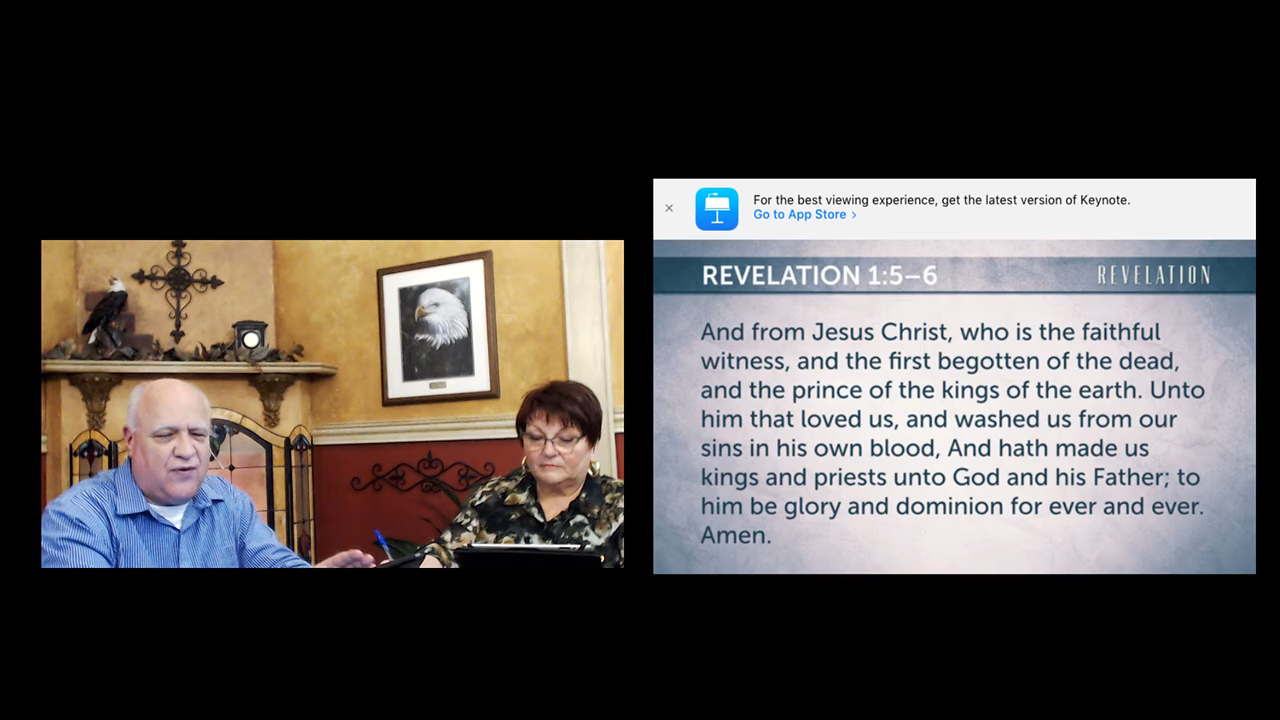 For the best viewing experience, get the latest version of Keynote.
Go to App Store >
REVELATION 1:5–6
REVELATION
And from Jesus Christ, who is the faithful
witness, and the first begotten of the dead,
and the prince of the kings of the earth. Unto
him that loved us, and washed us from our
sins in his own blood, And hath made us
kings and priests unto God and his Father; to
him be glory and dominion for ever and ever.
Amen.